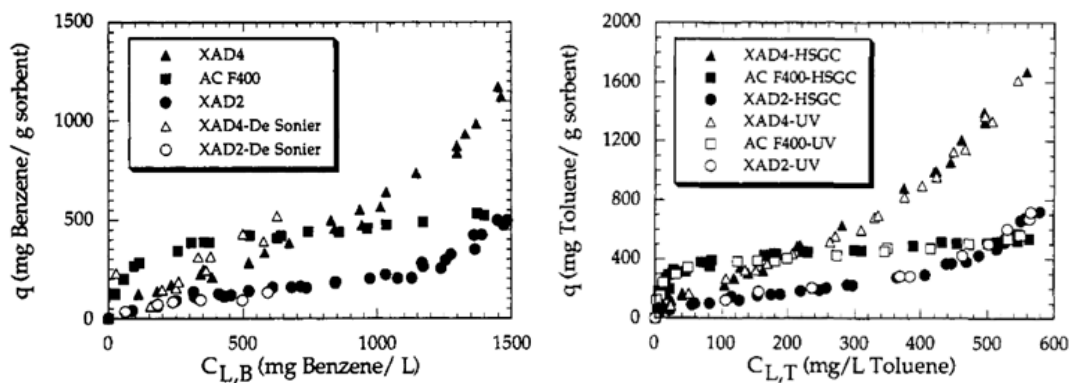 q (mg Benzene/ g sorbent)
1500
1000
500
0
XAD4
AC F400
XAD2
XAD4-De Sonier
XAD2-De Sonier
0
500
1000
1500
C L,B (mg Benzene/ L)
q (mg Toluene/ g sorbent)
2000
1600
1200
800
400
0
XAD4-HSGC
AC F400-HSGC
XAD2-HSGC
XAD4-UV
AC F400-UV
XAD2-UV
0
100
200
300
400
500
600
C L,T (mg/L Toluene)